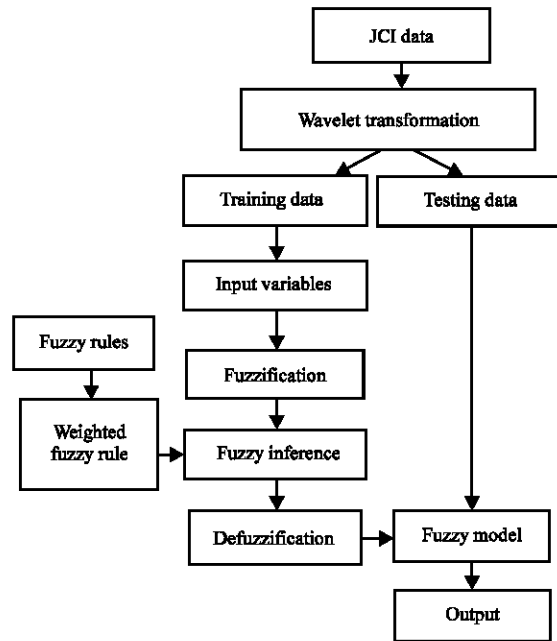 JCI data
Wavelet transformation
Training data
Testing data
Input variables
Fuzzy rules
Fuzzification
Weighted
fuzzy rule
Fuzzy inference
Defuzzification
Fuzzy model
Output